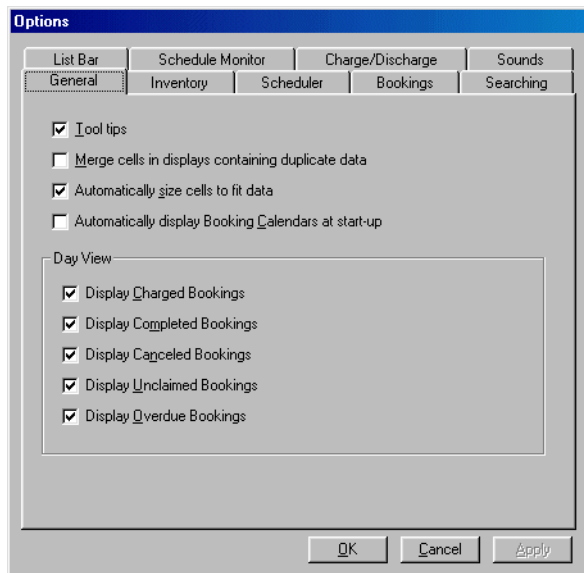 Options
List Bar Schedule Monitor Charge/Discharge Sounds
General Inventory Scheduler Bookings Searching
Tool tips
Merge cells in displays containing duplicate data
Automatically size cells to fit data
Automatically display Booking Calendars at start-up
Day View
Display Charged Bookings
Display Completed Bookings
Display Canceled Bookings
Display Unclaimed Bookings
Display Overdue Bookings
OK Cancel Apply